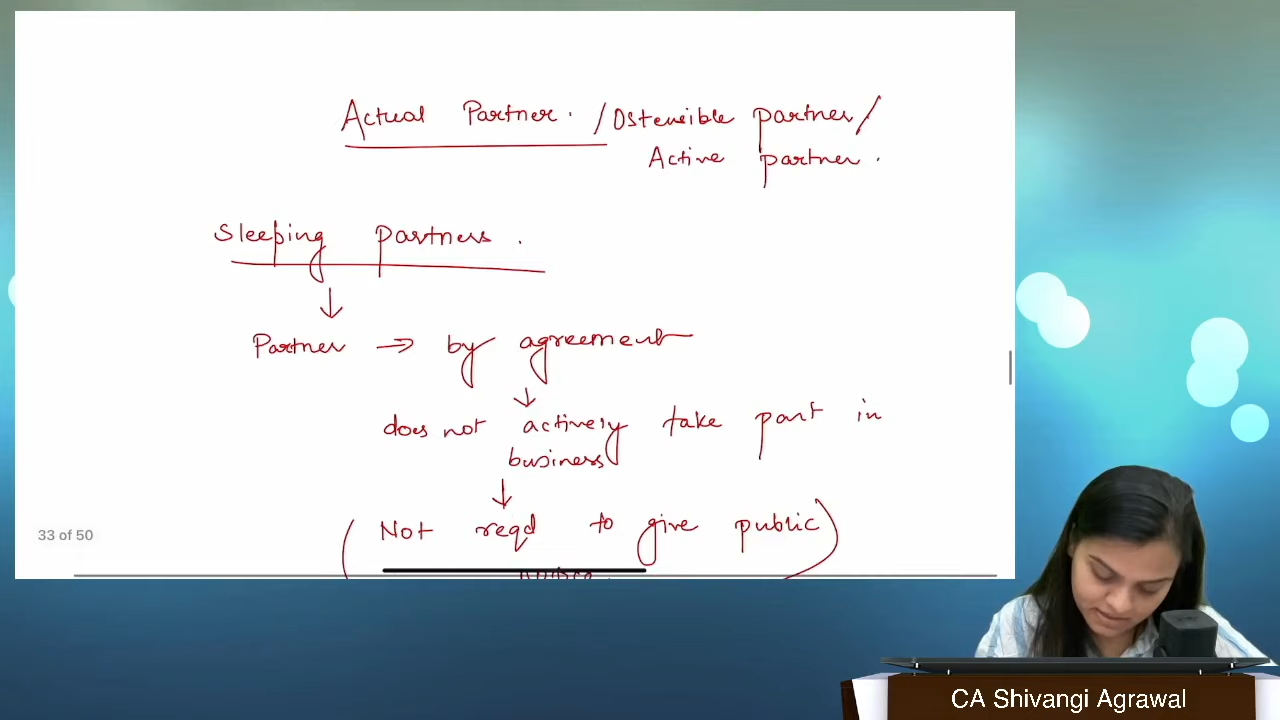 Actual Partner. / Ostensible partner /
Active partner.
Sleeping partners.
↓
Partner → by agreement
↓
does not actively take part in
business
↓
( Not reqd to give public )
33 of 50
CA Shivangi Agrawal